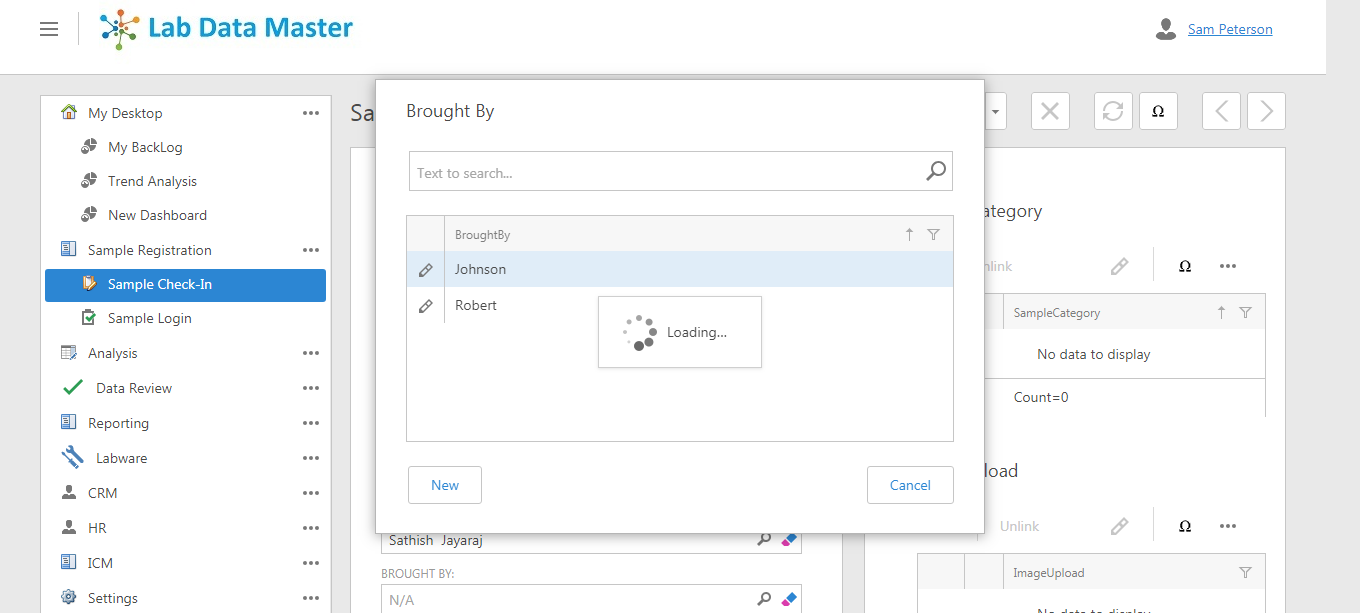 Lab Data Master
Sam Peterson
My Desktop
My BackLog
Trend Analysis
New Dashboard
Sample Registration
Sample Check-In
Sample Login
Analysis
Data Review
Reporting
Labware
CRM
HR
ICM
Settings
Sa
Ω
Brought By
Text to search...
BroughtBy
Johnson
Robert
Loading...
New
Cancel
Sathish Jayaraj
BROUGHT BY:
N/A
ategory
nlink
Ω
SampleCategory
No data to display
Count=0
load
Unlink
Ω
ImageUpload
No data to display